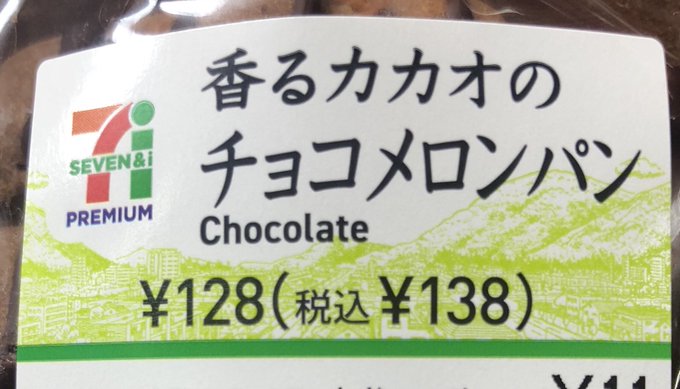 香るカカオの
チョコメロンパン
SEVEN&i
PREMIUM
Chocolate
¥128(税込¥138)